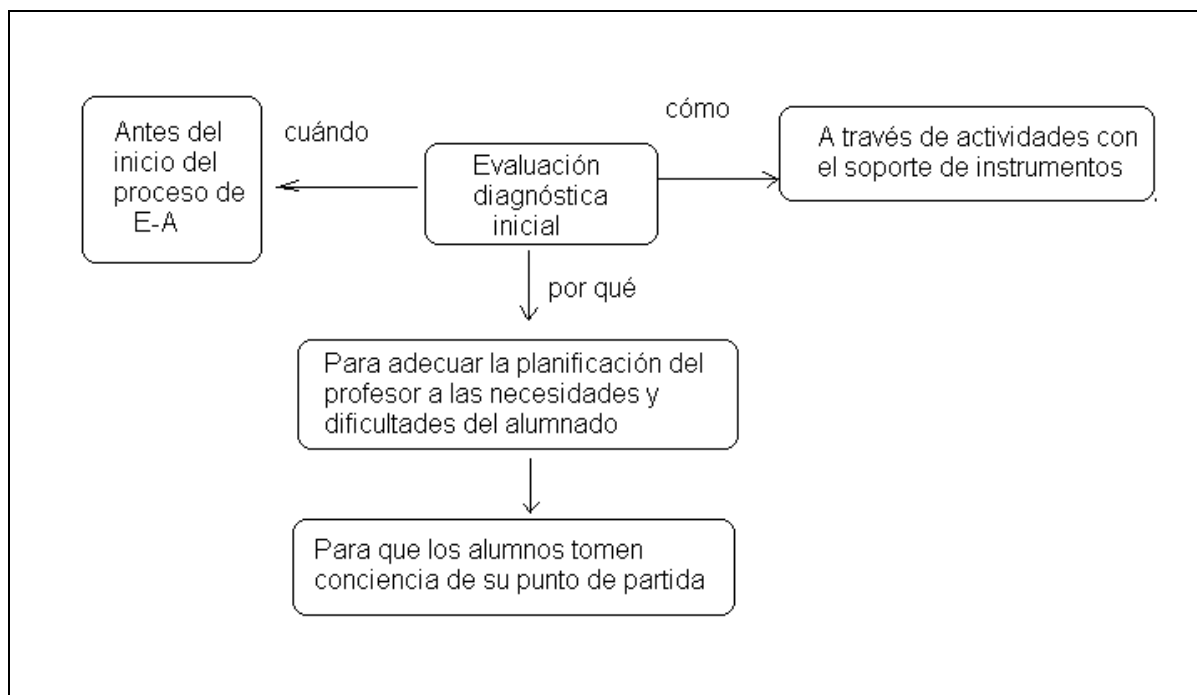 Antes del
inicio del
proceso de
E-A
cuándo
Evaluación
diagnóstica
inicial
cómo
A través de actividades con
el soporte de instrumentos
por qué
Para adecuar la planificación del
profesor a las necesidades y
dificultades del alumnado
Para que los alumnos tomen
conciencia de su punto de partida